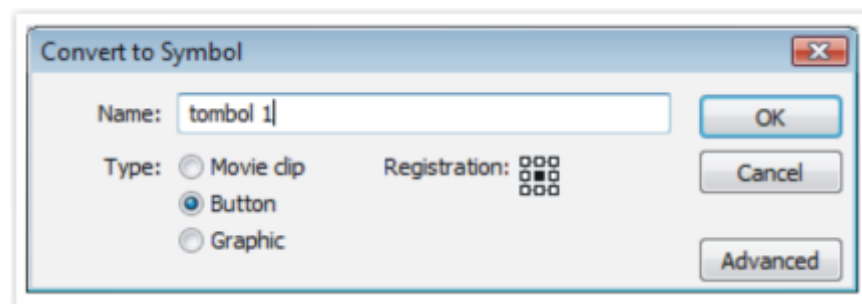 Convert to Symbol
Name: tombol 1
OK
Type: Movie clip Registration: Cancel
Button
Graphic
Advanced